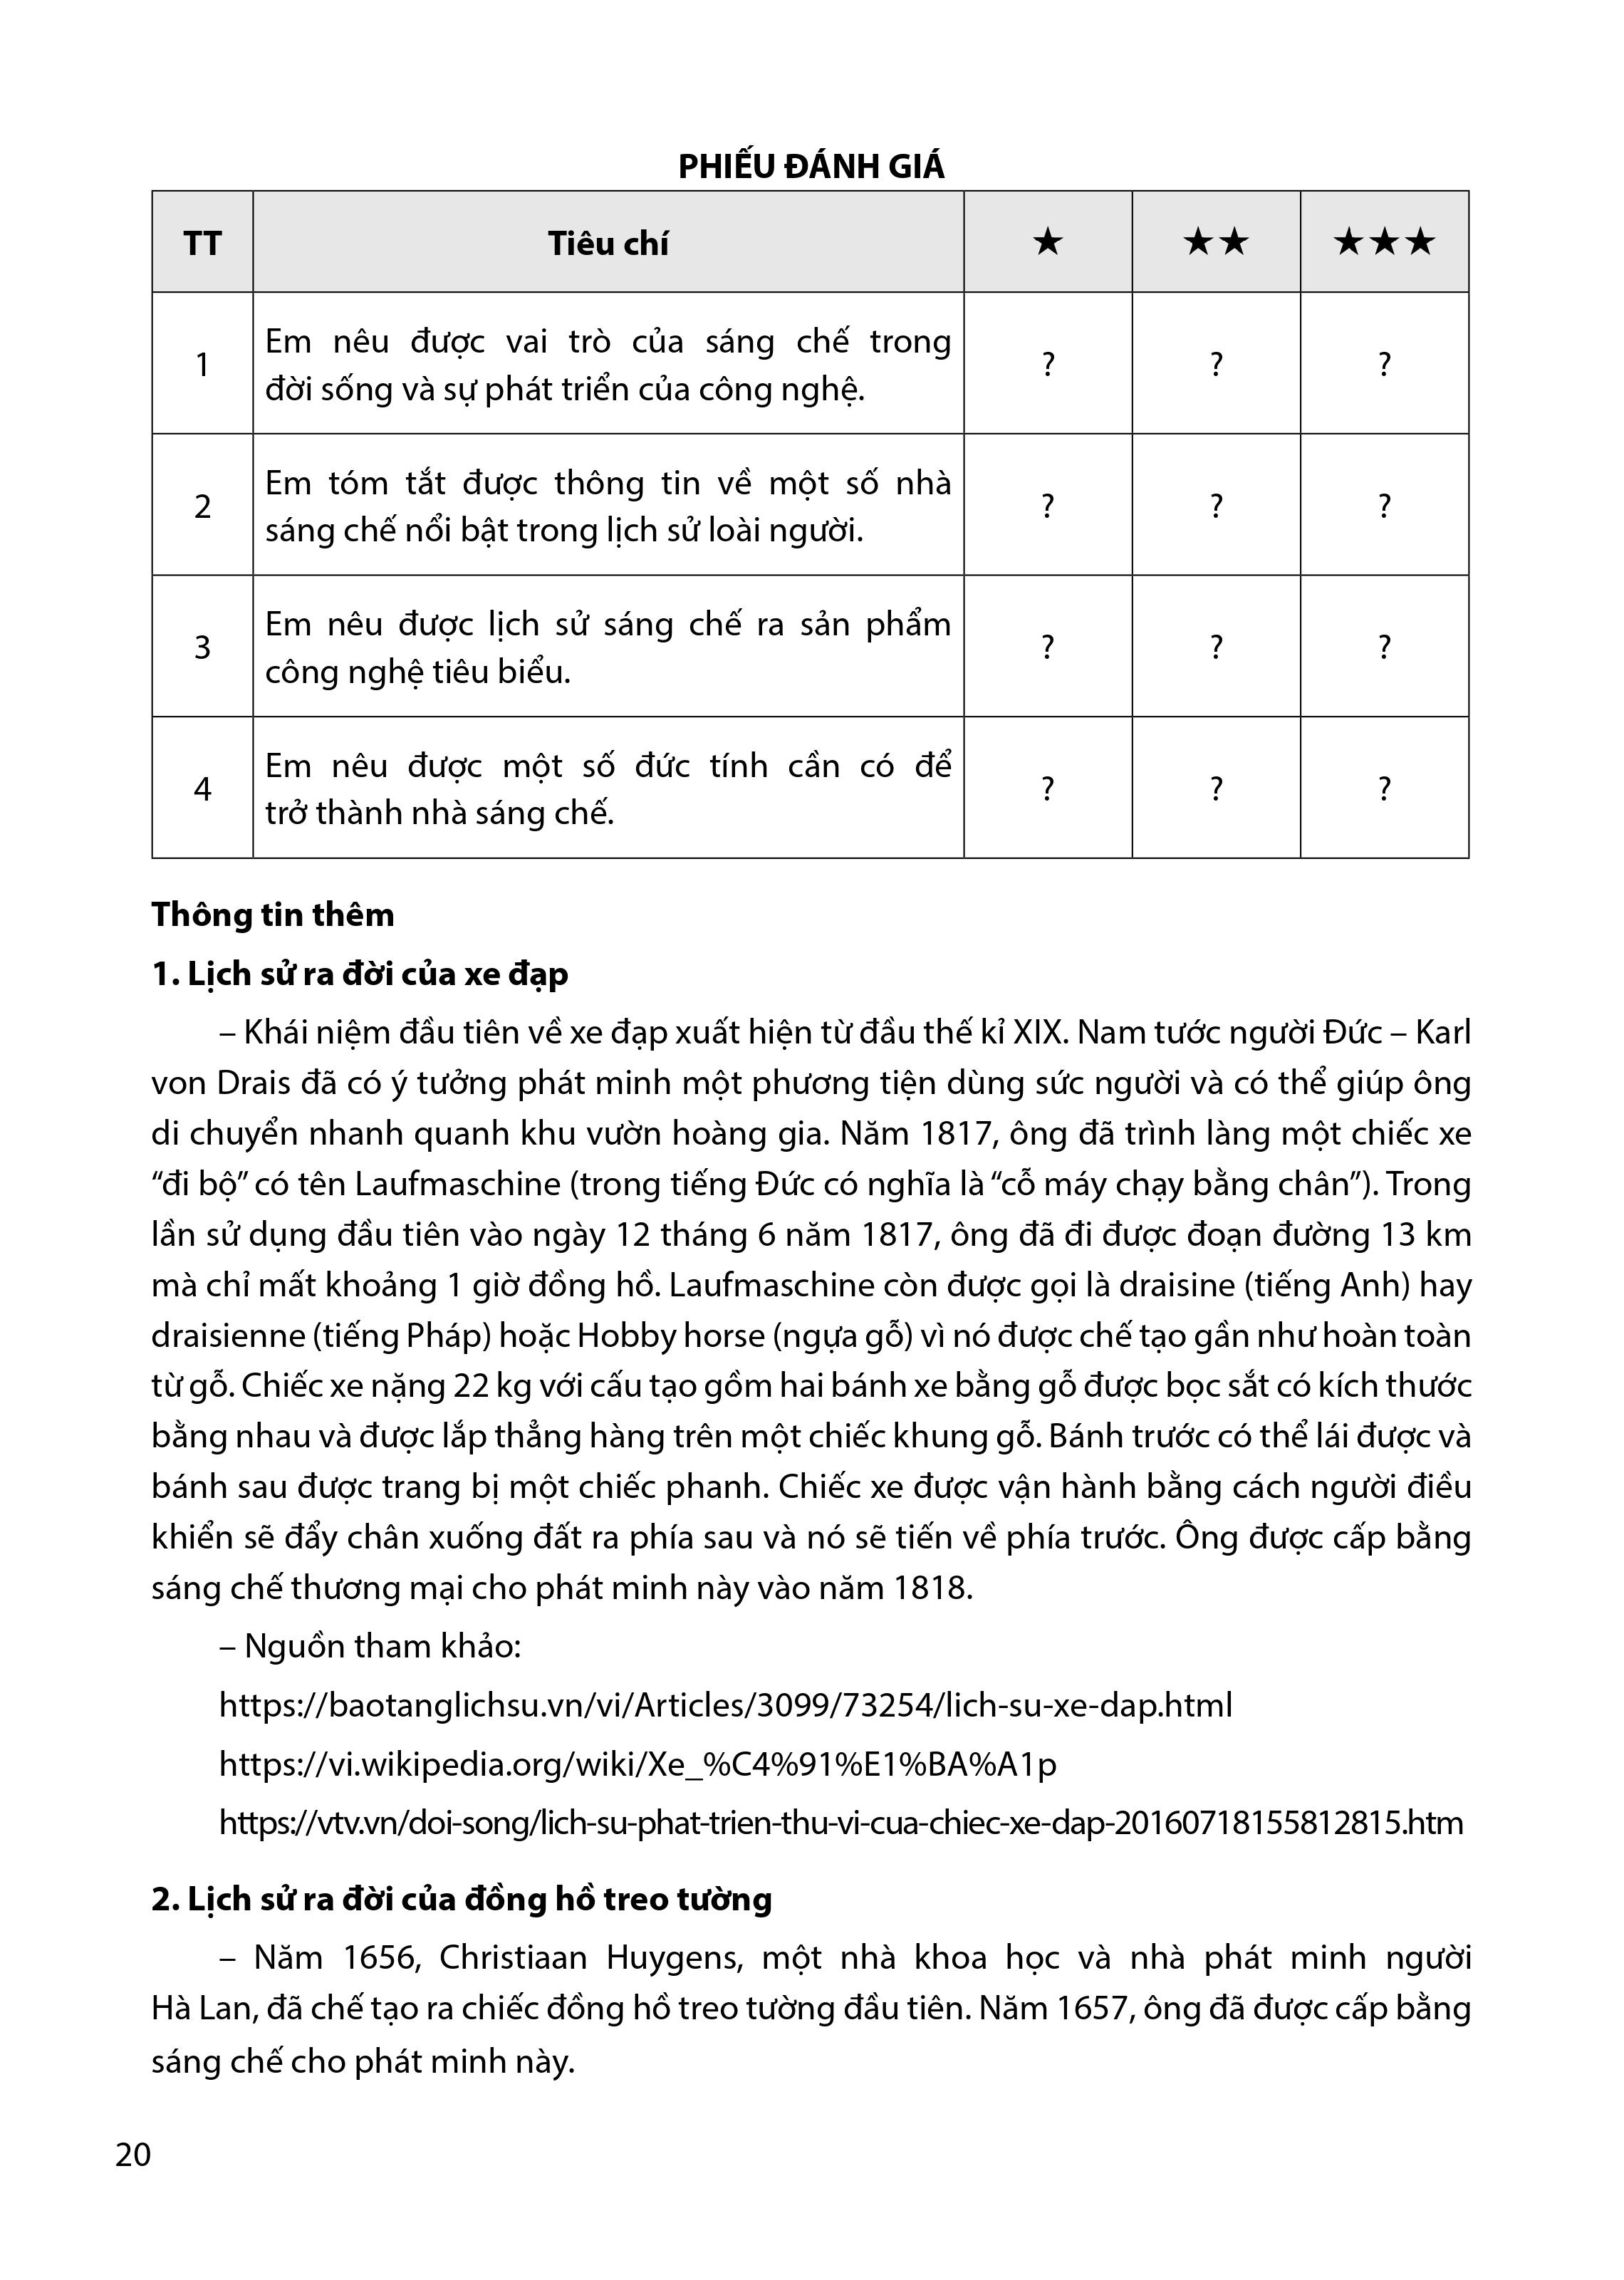 PHIẾU ĐÁNH GIÁ
TT Tiêu chí ★ ★★ ★★★
1 Em nêu được vai trò của sáng chế trong
đời sống và sự phát triển của công nghệ. ? ? ?
2 Em tóm tắt được thông tin về một số nhà
sáng chế nổi bật trong lịch sử loài người. ? ? ?
3 Em nêu được lịch sử sáng chế ra sản phẩm
công nghệ tiêu biểu. ? ? ?
4 Em nêu được một số đức tính cần có để
trở thành nhà sáng chế. ? ? ?
Thông tin thêm
1. Lịch sử ra đời của xe đạp
– Khái niệm đầu tiên về xe đạp xuất hiện từ đầu thế kỉ XIX. Nam tước người Đức – Karl
von Drais đã có ý tưởng phát minh một phương tiện dùng sức người và có thể giúp ông
di chuyển nhanh quanh khu vườn hoàng gia. Năm 1817, ông đã trình làng một chiếc xe
“đi bộ” có tên Laufmaschine (trong tiếng Đức có nghĩa là “cỗ máy chạy bằng chân”). Trong
lần sử dụng đầu tiên vào ngày 12 tháng 6 năm 1817, ông đã đi được đoạn đường 13 km
mà chỉ mất khoảng 1 giờ đồng hồ. Laufmaschine còn được gọi là draisine (tiếng Anh) hay
draisienne (tiếng Pháp) hoặc Hobby horse (ngựa gỗ) vì nó được chế tạo gần như hoàn toàn
từ gỗ. Chiếc xe nặng 22 kg với cấu tạo gồm hai bánh xe bằng gỗ được bọc sắt có kích thước
bằng nhau và được lắp thẳng hàng trên một chiếc khung gỗ. Bánh trước có thể lái được và
bánh sau được trang bị một chiếc phanh. Chiếc xe được vận hành bằng cách người điều
khiển sẽ đẩy chân xuống đất ra phía sau và nó sẽ tiến về phía trước. Ông được cấp bằng
sáng chế thương mại cho phát minh này vào năm 1818.
– Nguồn tham khảo:
https://baotanglichsu.vn/vi/Articles/3099/73254/lich-su-xe-dap.html
https://vi.wikipedia.org/wiki/Xe_%C4%91%E1%BA%A1p
https://vtv.vn/doi-song/lich-su-phat-trien-thu-vi-cua-chiec-xe-dap-20160718155812815.htm
2. Lịch sử ra đời của đồng hồ treo tường
– Năm 1656, Christiaan Huygens, một nhà khoa học và nhà phát minh người
Hà Lan, đã chế tạo ra chiếc đồng hồ treo tường đầu tiên. Năm 1657, ông đã được cấp bằng
sáng chế cho phát minh này.
20